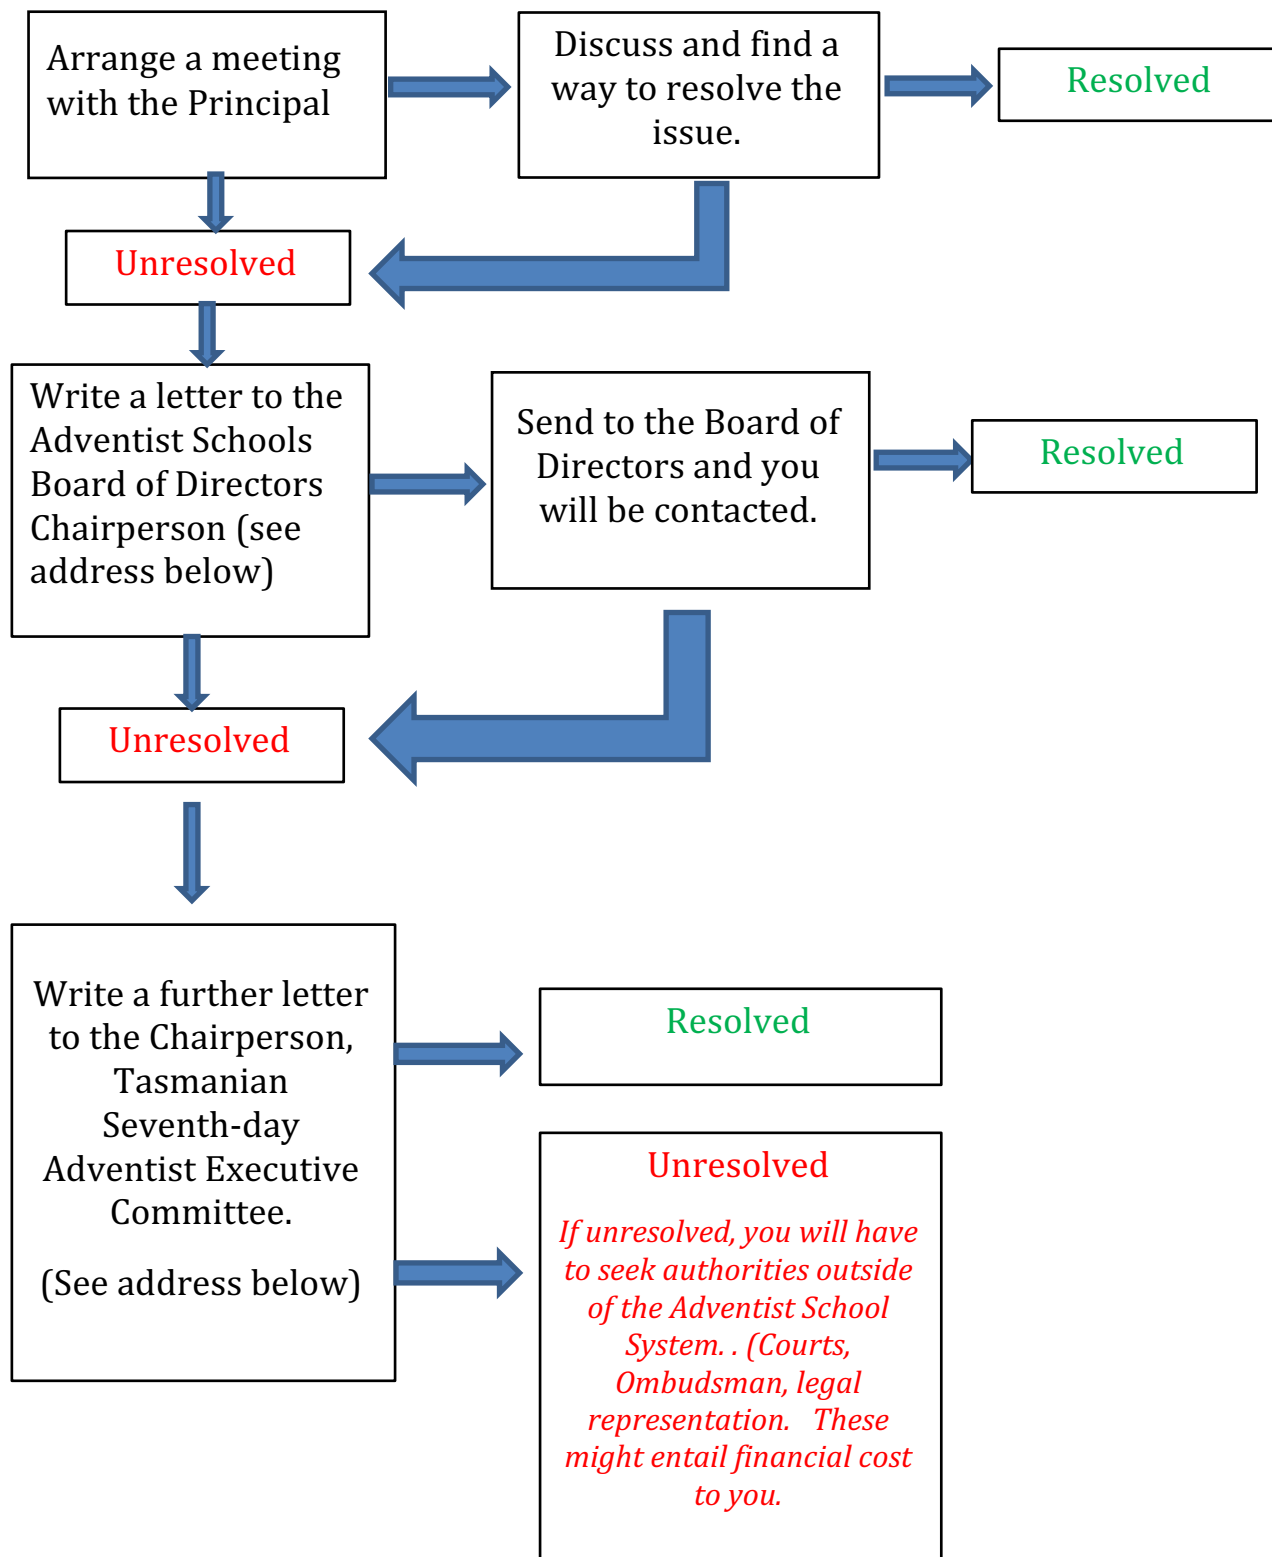 Arrange a meeting
with the Principal
Discuss and find a
way to resolve the
issue.
Resolved
Unresolved
Write a letter to the
Adventist Schools
Board of Directors
Chairperson (see
address below)
Send to the Board of
Directors and you
will be contacted.
Resolved
Unresolved
Write a further letter
to the Chairperson,
Tasmanian
Seventh-day
Adventist Executive
Committee.
(See address below)
Resolved
Unresolved
If unresolved, you will have
to seek authorities outside
of the Adventist School
System. . (Courts,
Ombudsman, legal
representation.   These
might entail financial cost
to you.